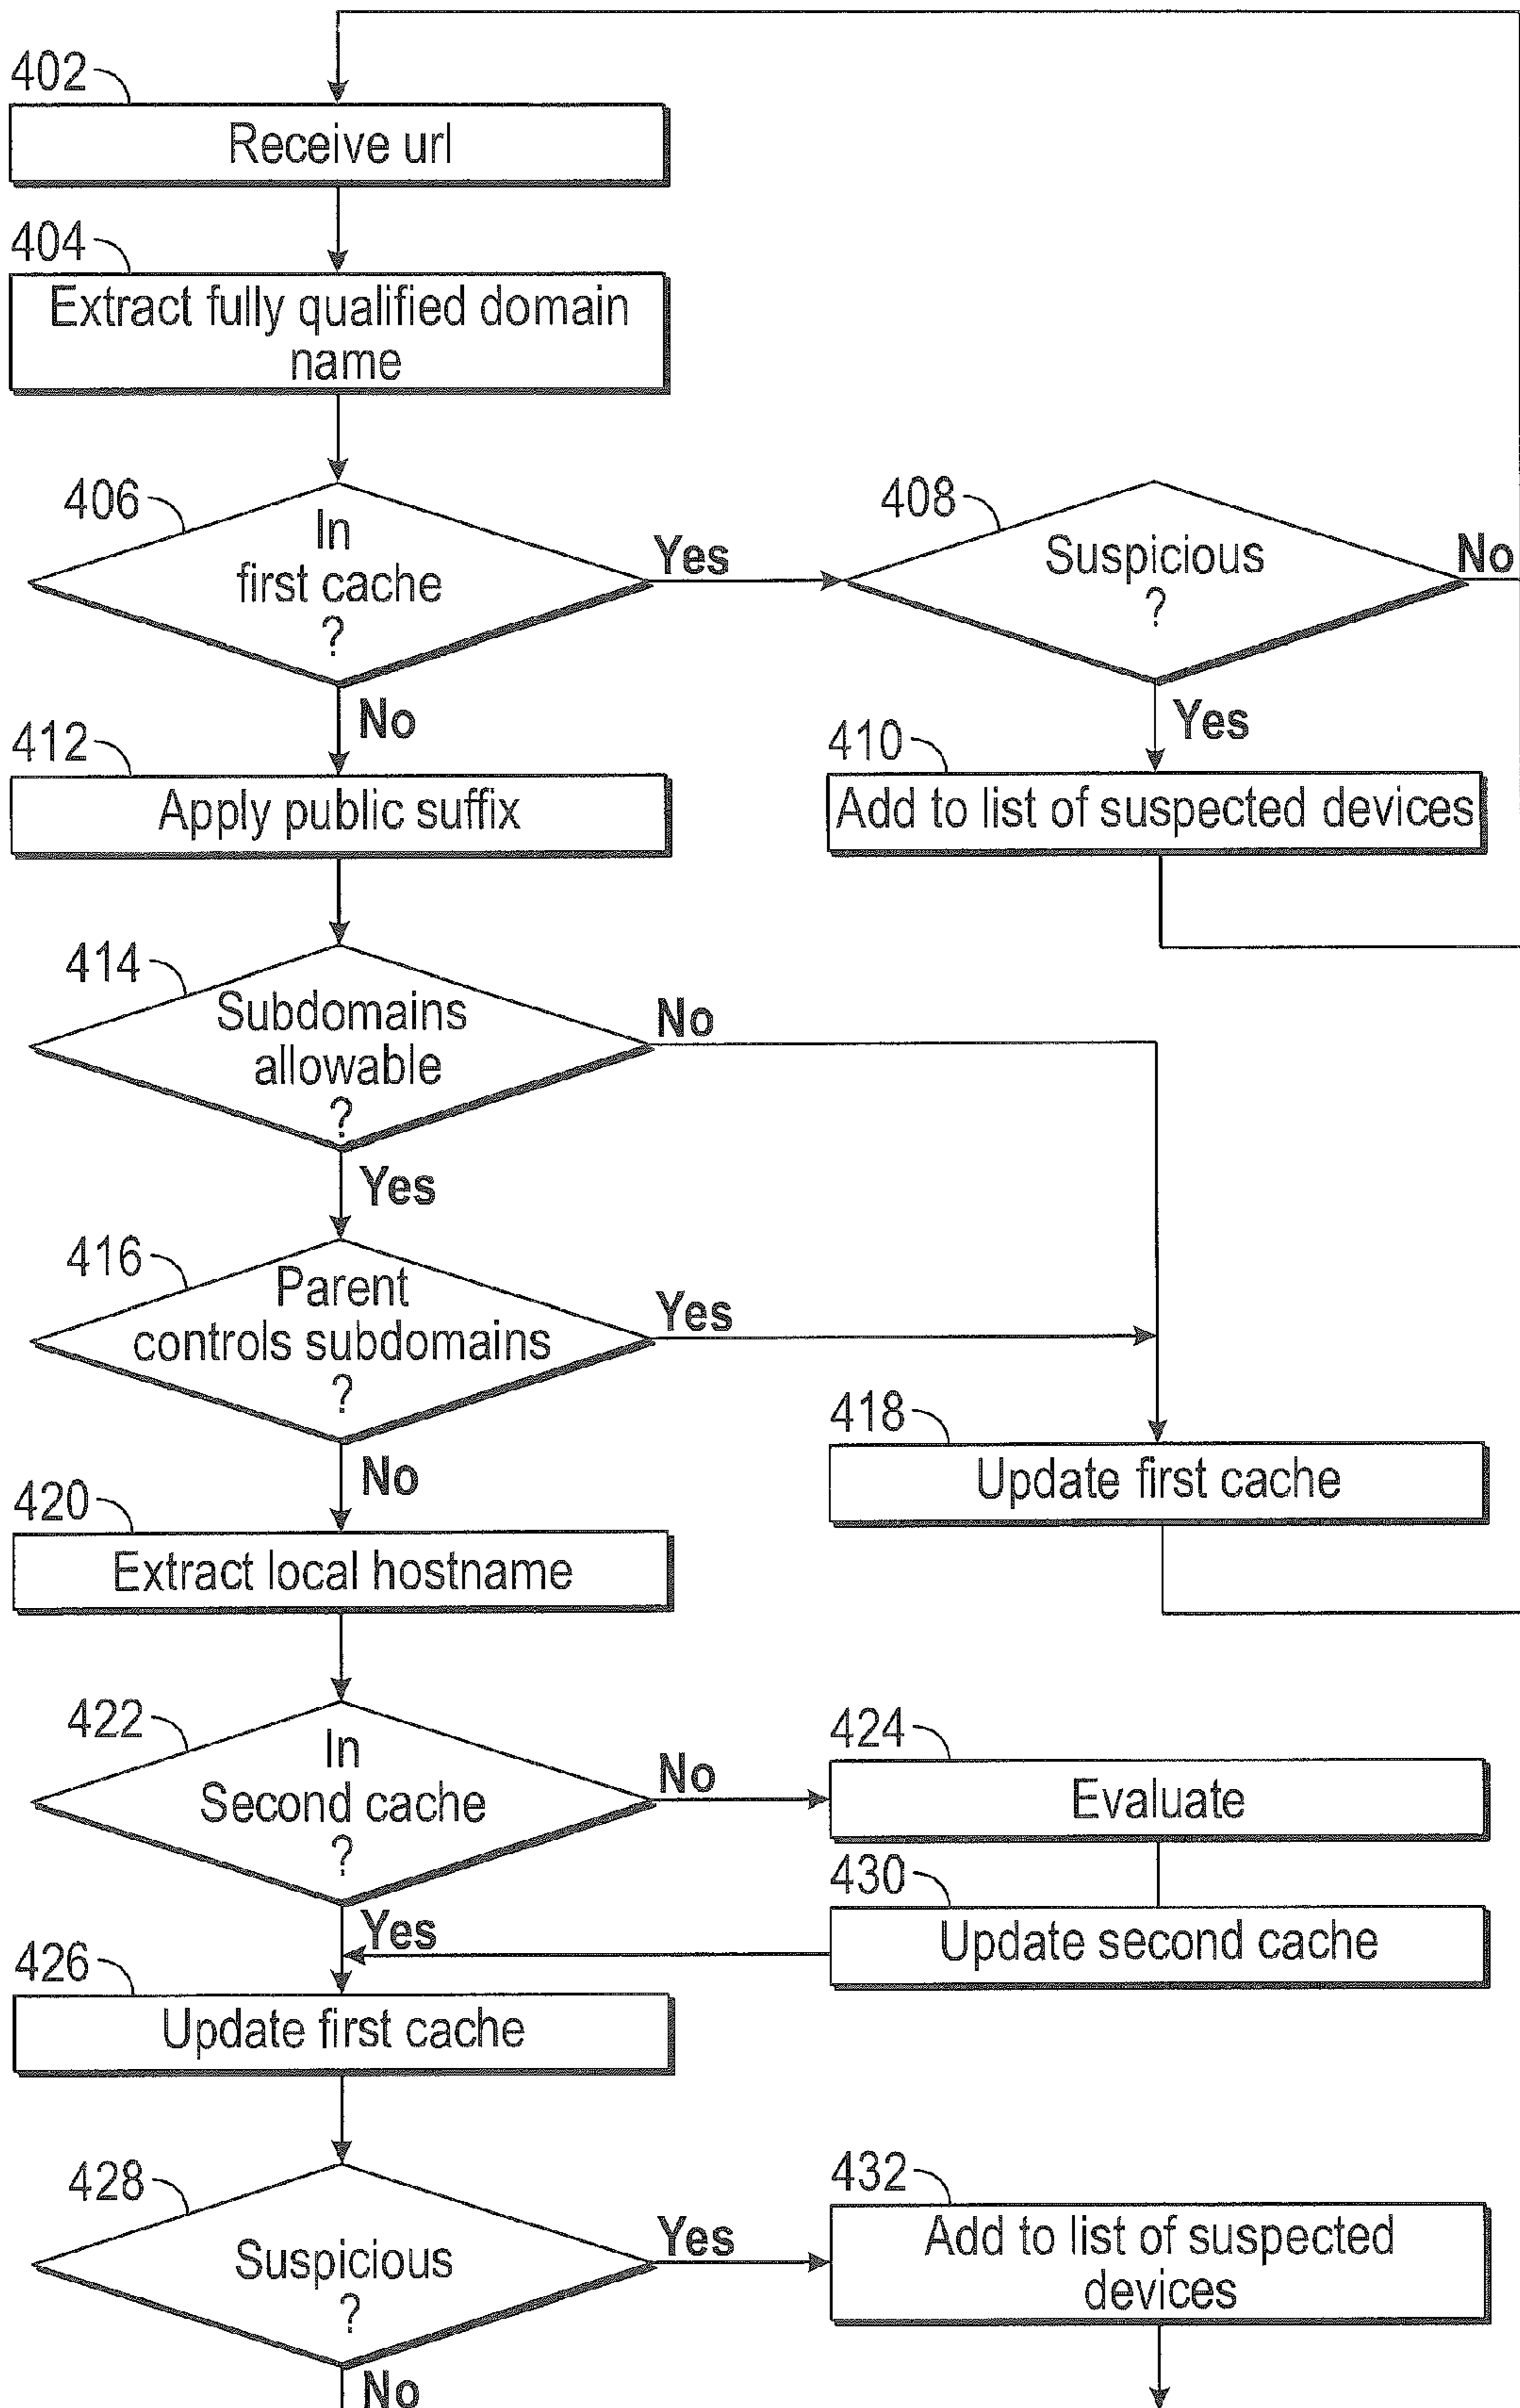 402
Receive url
404
Extract fully qualified domain
name
406
In
first cache
?
Yes
No
408
Suspicious
?
No
Yes
410
Add to list of suspected devices
412
Apply public suffix
414
Subdomains
allowable
?
No
Yes
416
Parent
controls subdomains
?
Yes
No
418
Update first cache
420
Extract local hostname
422
In
Second cache
?
No
Yes
424
Evaluate
430
Update second cache
426
Update first cache
428
Suspicious
?
Yes
No
432
Add to list of suspected
devices